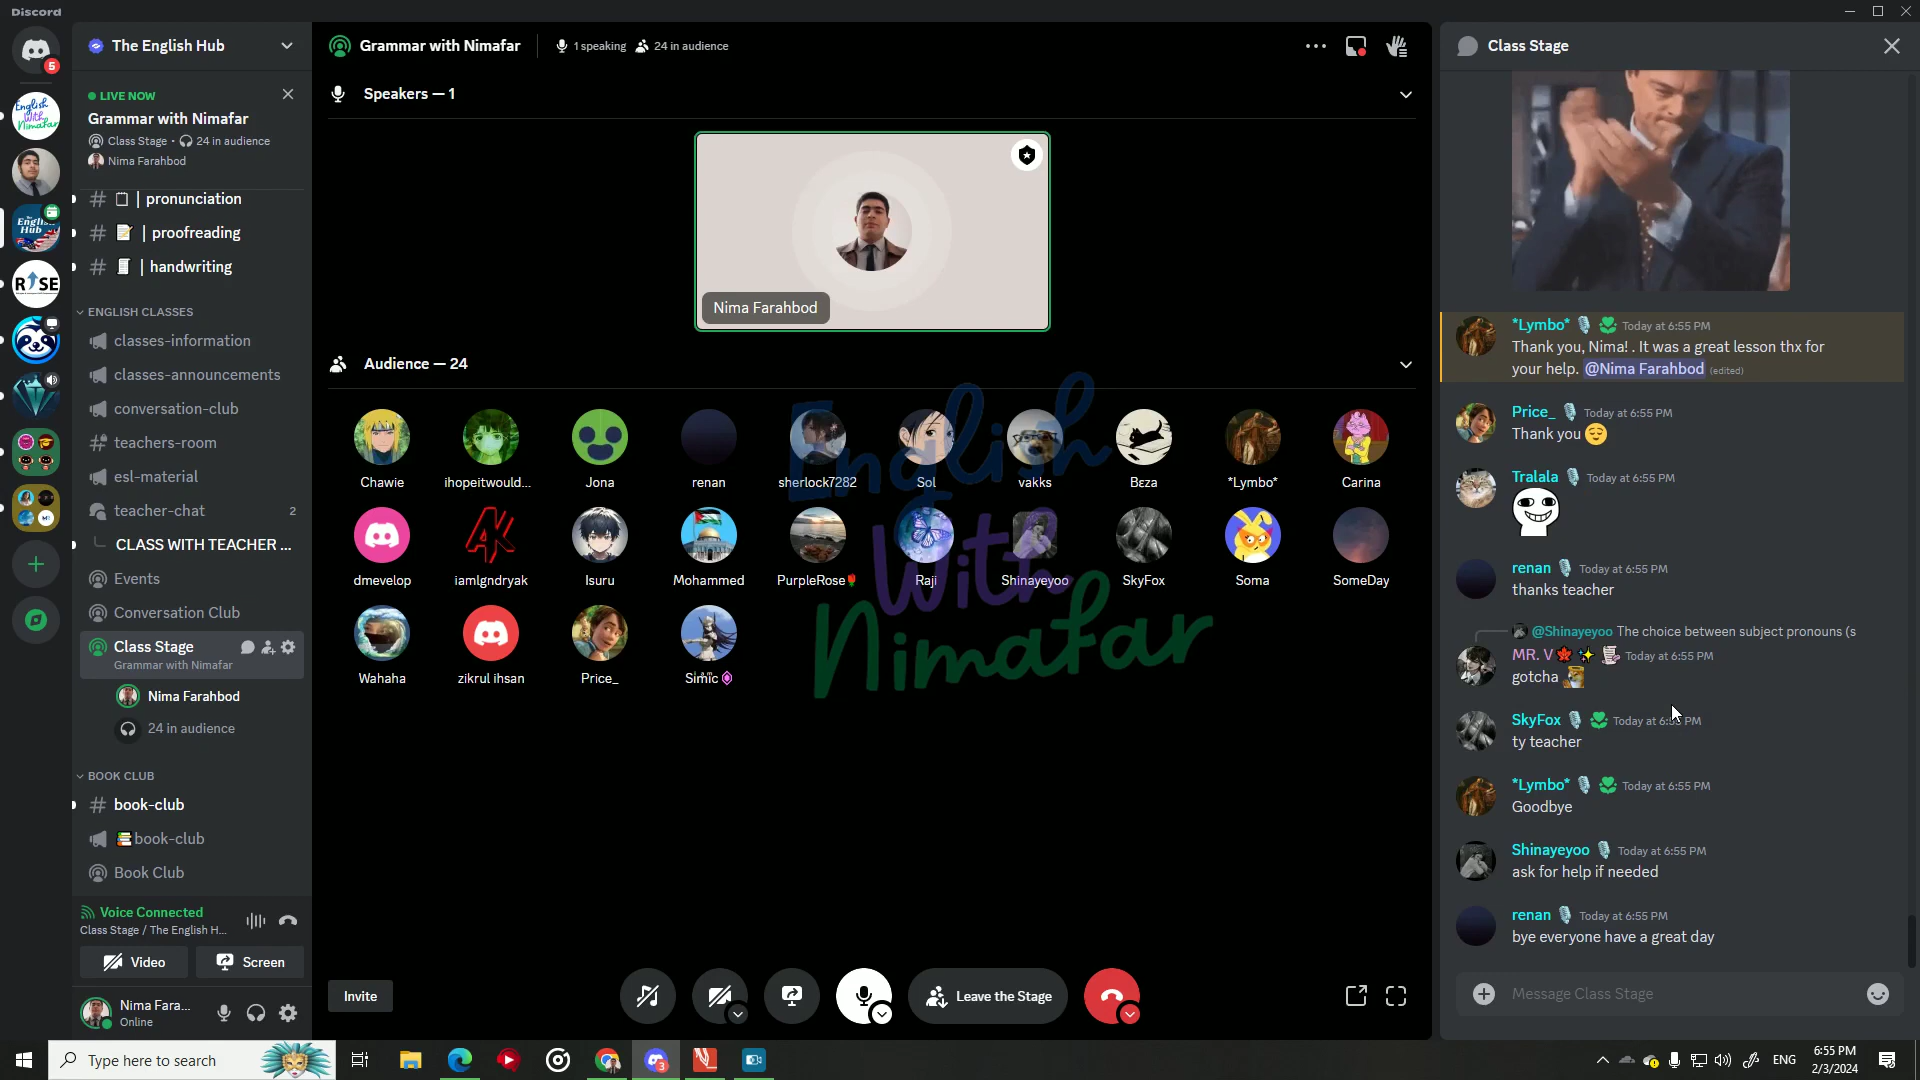 Discord
5
The English Hub
LIVE NOW
Grammar with Nimafar
Class Stage • 24 in audience
Nima Farahbod
# | pronunciation
# | proofreading
# | handwriting
ENGLISH CLASSES
classes-information
classes-announcements
conversation-club
teachers-room
esl-material
teacher-chat 2
CLASS WITH TEACHER ...
Events
Conversation Club
Class Stage
Grammar with Nimafar
Nima Farahbod
24 in audience
BOOK CLUB
# book-club
book-club
Book Club
Voice Connected
Class Stage / The English H...
Video
Screen
Nima Fara...
Online
English
With
Nimafar
RISE
Grammar with Nimafar
1 speaking
24 in audience
Speakers — 1
Nima Farahbod
Audience — 24
Chawie
ihopeitwould...
Jona
renan
sherlock7282
Sol
vakks
Bɛza
*Lymbo*
Carina
dmevelop
iamlgndryak
Isuru
Mohammed
PurpleRose🌹
Raji
Shinayeyoo
SkyFox
Soma
SomeDay
Wahaha
zikrul ihsan
Price_
English
With
Nimafar
Invite
Leave the Stage
Class Stage
*Lymbo* Today at 6:55 PM
Thank you, Nima! . It was a great lesson thx for
your help. @Nima Farahbod (edited)
Price_ Today at 6:55 PM
Thank you 😌
Tralala Today at 6:55 PM
renan Today at 6:55 PM
thanks teacher
@Shinayeyoo The choice between subject pronouns (s
MR. V🍁✨ Today at 6:55 PM
gotcha
SkyFox Today at 6:55 PM
ty teacher
*Lymbo* Today at 6:55 PM
Goodbye
Shinayeyoo Today at 6:55 PM
ask for help if needed
renan Today at 6:55 PM
bye everyone have a great day
Message Class Stage
Type here to search
3
ENG
6:55 PM
2/3/2024